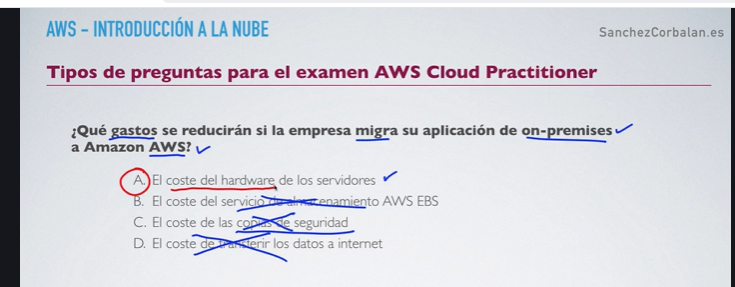 AWS - INTRODUCCIÓN A LA NUBE
SanchezCorbalan.es
Tipos de preguntas para el examen AWS Cloud Practitioner
¿Qué gastos se reducirán si la empresa migra su aplicación de on-premises
a Amazon AWS?
A. El coste del hardware de los servidores
B. El coste del servicio de almacenamiento AWS EBS
C. El coste de las copias de seguridad
D. El coste de transferir los datos a internet